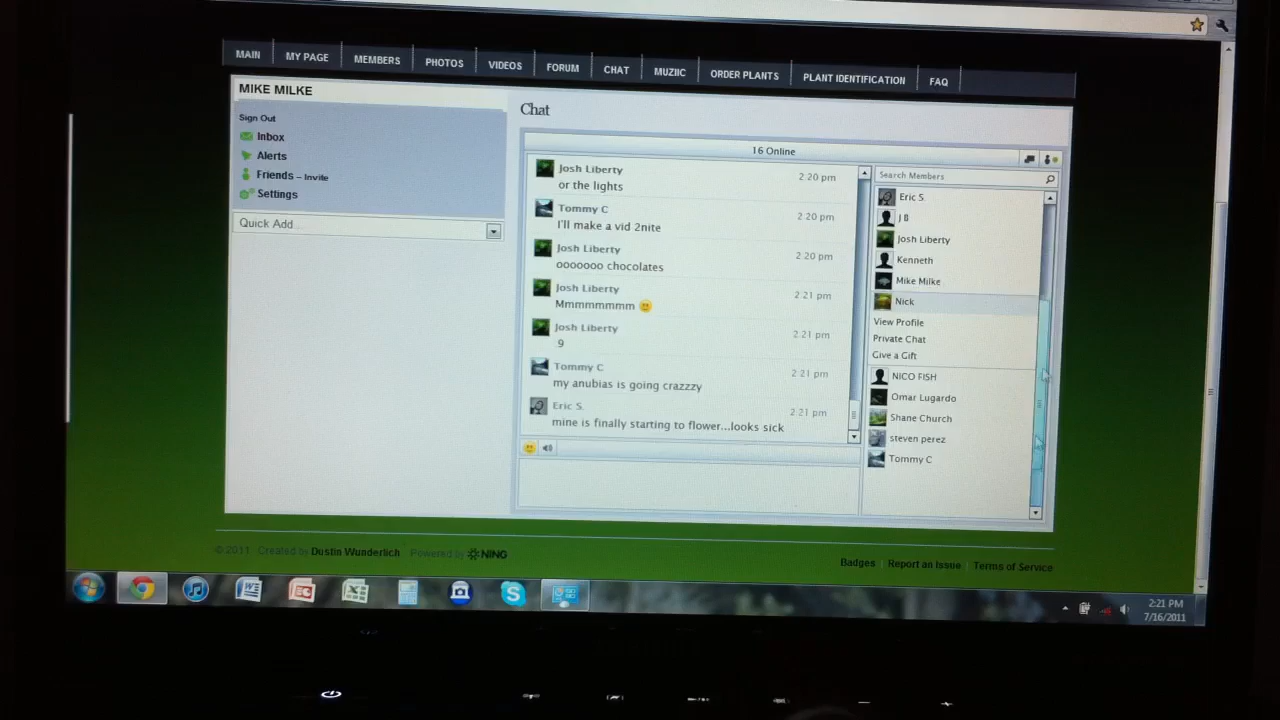 MAIN
MY PAGE
MEMBERS
PHOTOS
VIDEOS
FORUM
CHAT
MUZIIC
ORDER PLANTS
PLANT IDENTIFICATION
FAQ
MIKE MILKE
Sign Out
Inbox
Alerts
Friends – Invite
Settings
Quick Add...
Chat
16 Online
Josh Liberty 2:20 pm
or the lights
Tommy C 2:20 pm
I'll make a vid 2nite
Josh Liberty 2:20 pm
ooooooo chocolates
Josh Liberty 2:21 pm
Mmmmmmmm
Josh Liberty 2:21 pm
9
Tommy C 2:21 pm
my anubias is going crazzzy
Eric S. 2:21 pm
mine is finally starting to flower...looks sick
Search Members
Eric S.
J B
Josh Liberty
Kenneth
Mike Milke
Nick
View Profile
Private Chat
Give a Gift
NICO FISH
Omar Lugardo
Shane Church
steven perez
Tommy C
© 2011 Created by Dustin Wunderlich Powered by NING
Badges | Report an Issue | Terms of Service
2:21 PM
7/16/2011